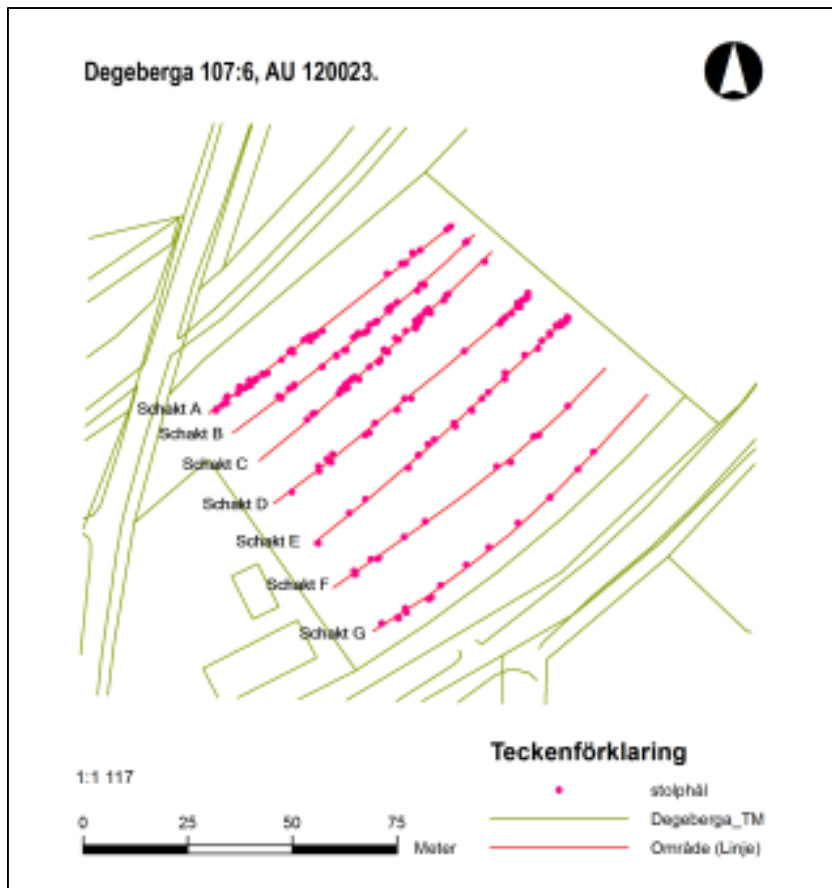 Degeberga 107:6, AU 120023.
Schakt A
Schakt B
Schakt C
Schakt D
Schakt E
Schakt F
Schakt G
Teckenförklaring
1:1 117
stolphål
0 25 50 75
Degeberga_TM
Meter
Område (Linje)